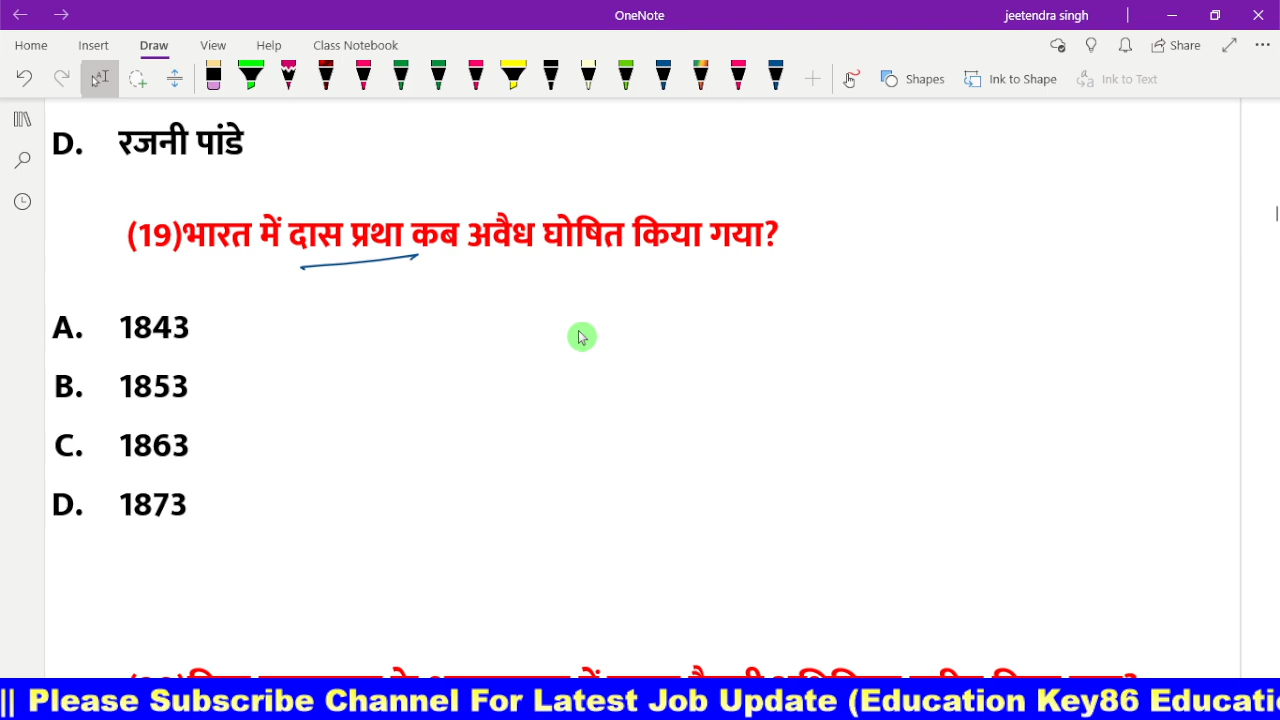 OneNote
jeetendra singh
Home Insert Draw View Help Class Notebook
Share
Shapes Ink to Shape Ink to Text
D. रजनी पांडे
(19)भारत में दास प्रथा कब अवैध घोषित किया गया?
A. 1843
B. 1853
C. 1863
D. 1873
|| Please Subscribe Channel For Latest Job Update (Education Key86 Educati